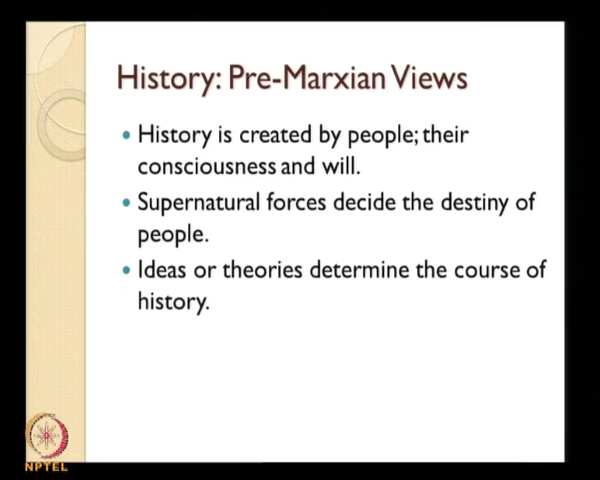 History: Pre-Marxian Views
• History is created by people; their
consciousness and will.
• Supernatural forces decide the destiny of
people.
• Ideas or theories determine the course of
history.
NPTEL